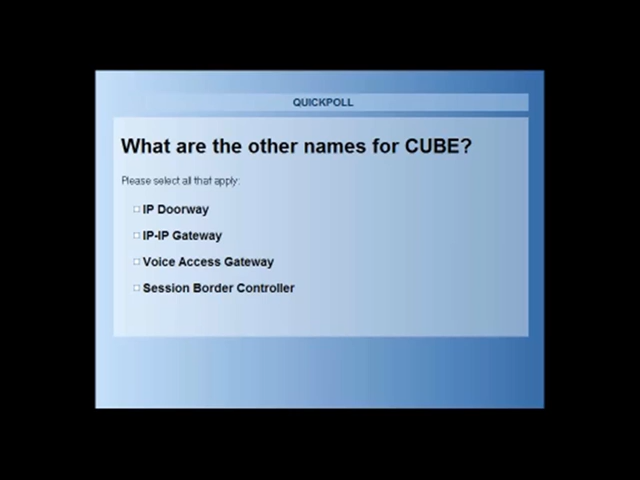 QUICKPOLL
What are the other names for CUBE?
Please select all that apply:
IP Doorway
IP-IP Gateway
Voice Access Gateway
Session Border Controller